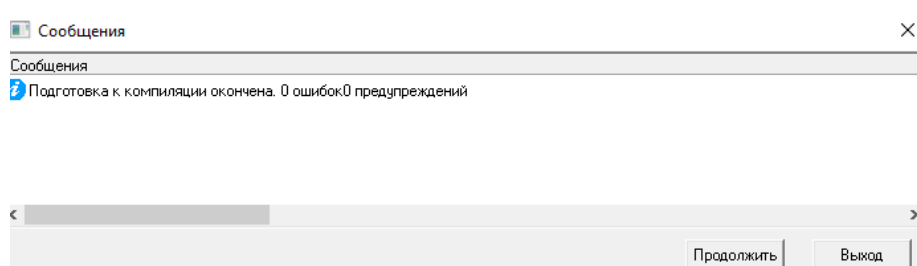 Сообщения
Сообщения
Подготовка к компиляции окончена. 0 ошибок0 предупреждений
Продолжить Выход